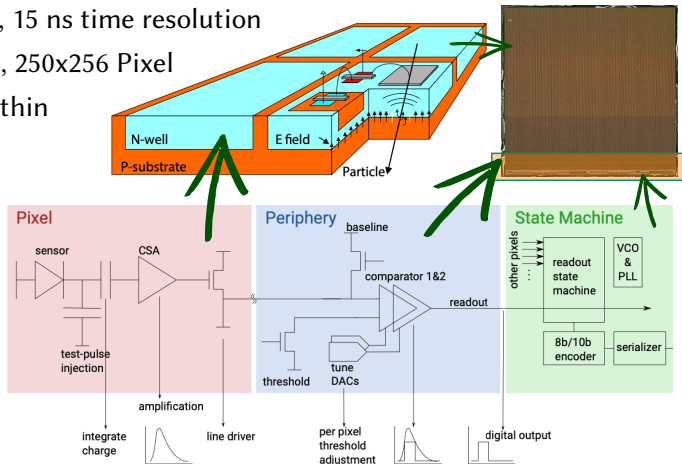 , 15 ns time resolution
, 250x256 Pixel
thin
N-well
E field
P-substrate
Particle
Pixel
sensor
CSA
test-pulse
injection
Periphery
baseline
comparator 1&2
readout
threshold
tune
DACs
State Machine
other pixels
...
readout
state
machine
VCO
&
PLL
8b/10b
encoder
serializer
amplification
integrate
charge
line driver
per pixel
threshold
adjustment
digital output